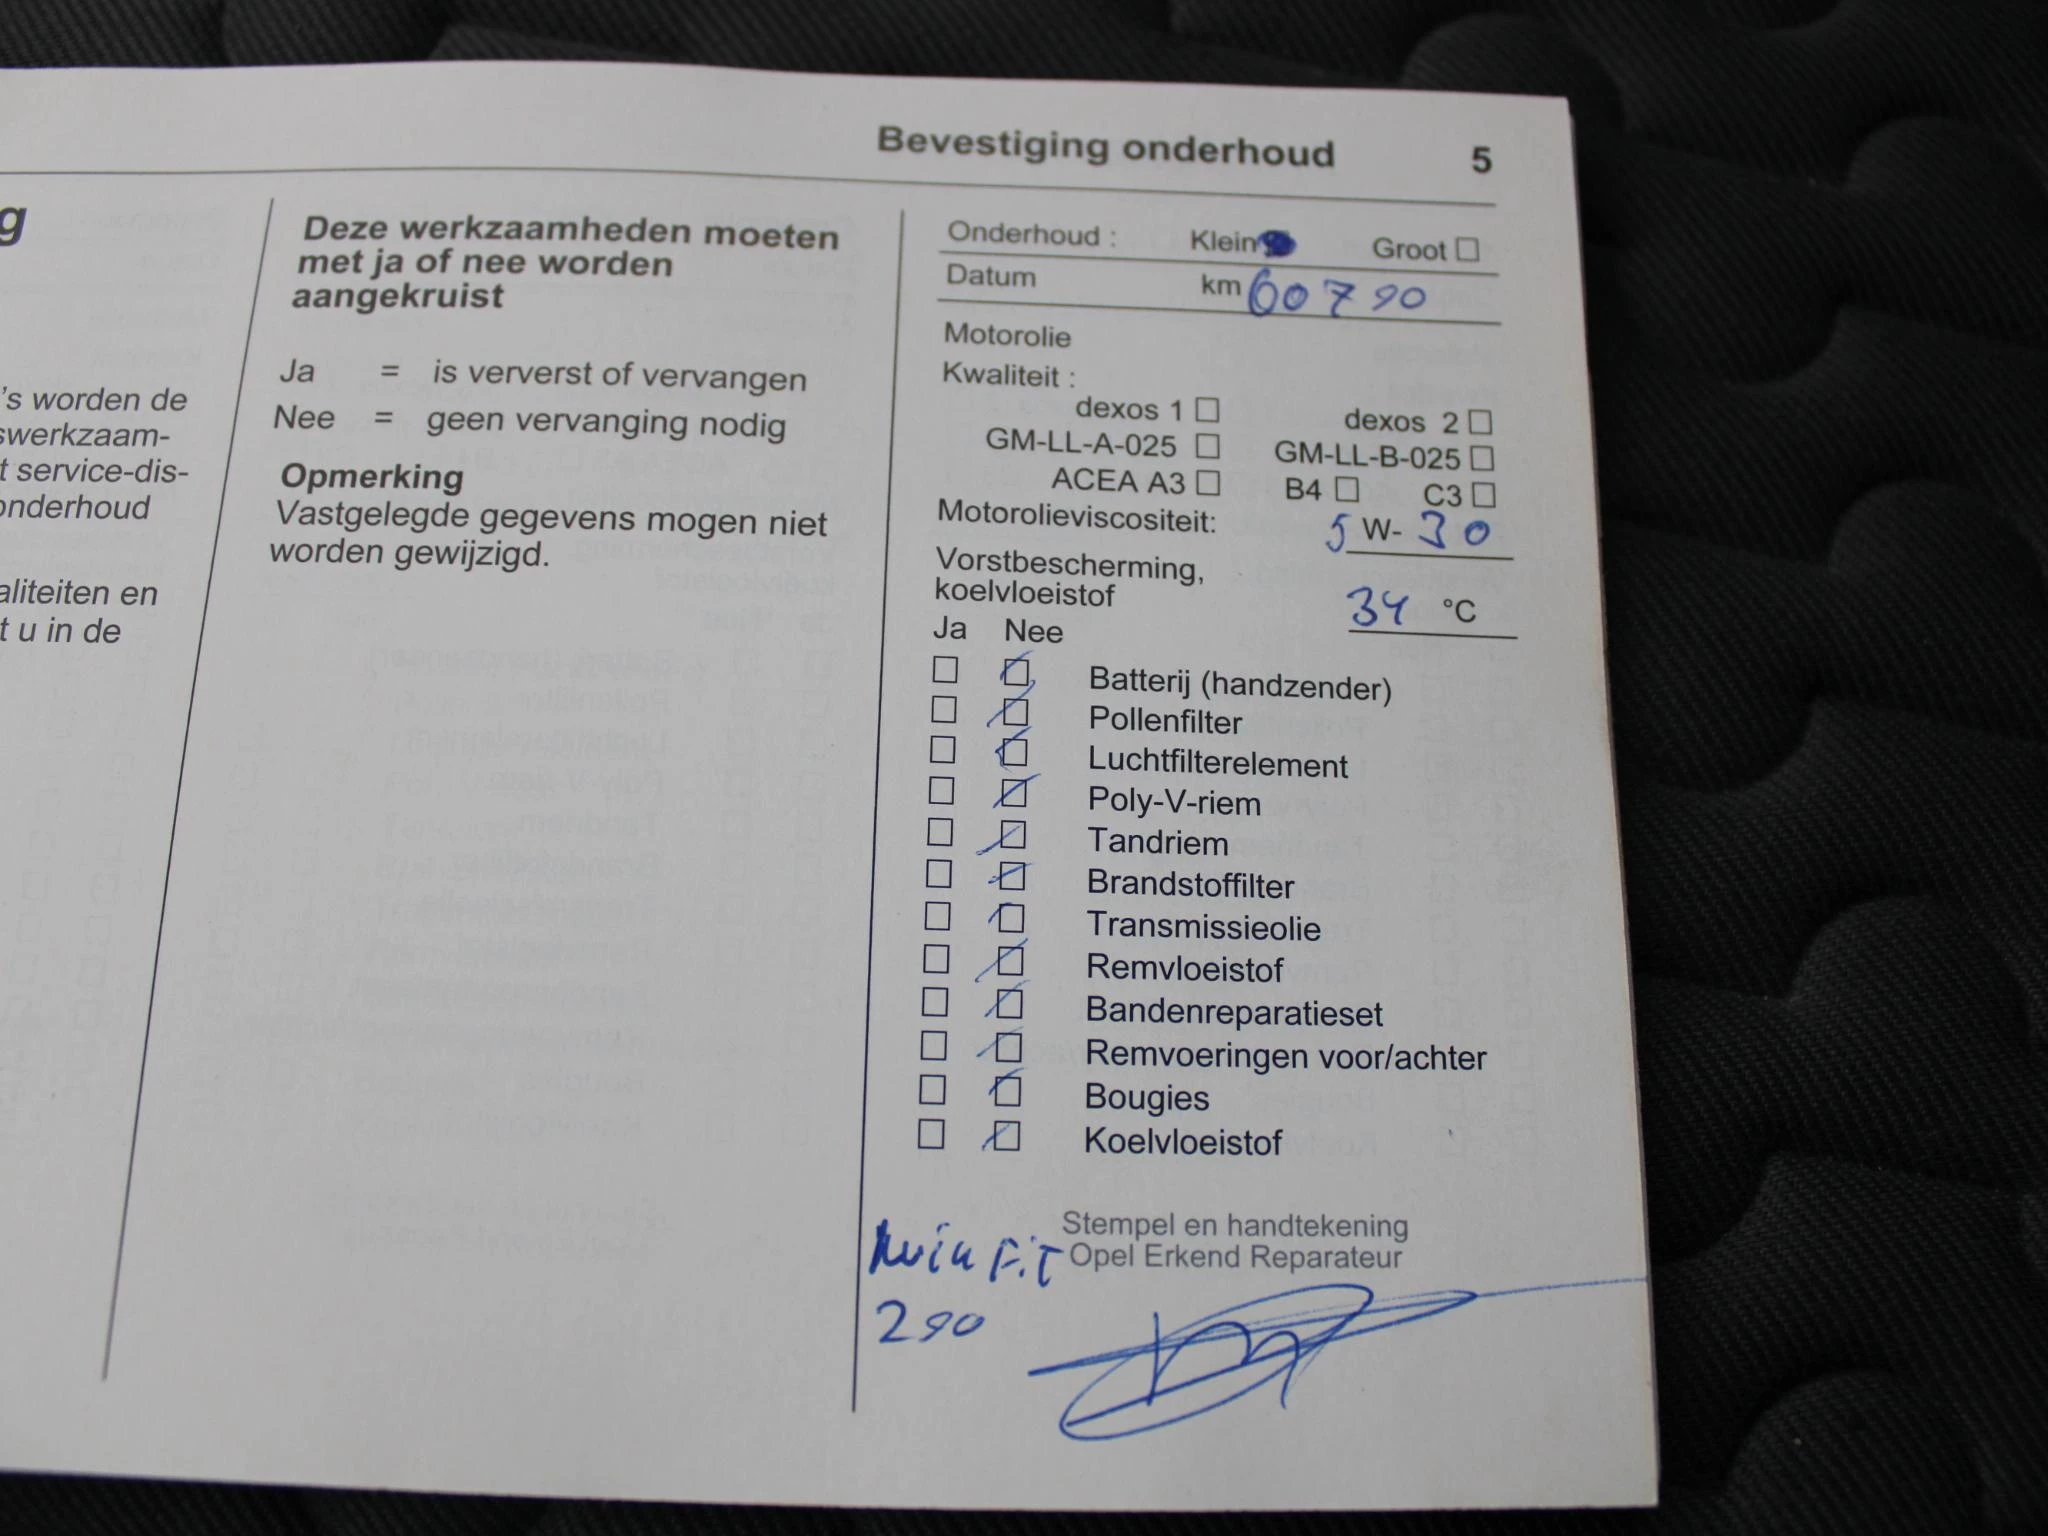 Bevestiging onderhoud 5
g
's worden de
swerkzaam-
t service-dis-
onderhoud
aliteiten en
t u in de
Deze werkzaamheden moeten
met ja of nee worden
aangekruist
Ja = is ververst of vervangen
Nee = geen vervanging nodig
Opmerking
Vastgelegde gegevens mogen niet
worden gewijzigd.
Onderhoud : Klein Groot
Datum km 60790
Motorolie
Kwaliteit :
dexos 1 dexos 2
GM-LL-A-025 GM-LL-B-025
ACEA A3 B4 C3
Motorolieviscositeit: 5 W- 30
Vorstbescherming,
koelvloeistof 34 °C
Ja Nee
Batterij (handzender)
Pollenfilter
Luchtfilterelement
Poly-V-riem
Tandriem
Brandstoffilter
Transmissieolie
Remvloeistof
Bandenreparatieset
Remvoeringen voor/achter
Bougies
Koelvloeistof
Stempel en handtekening
Opel Erkend Reparateur
FiT
290